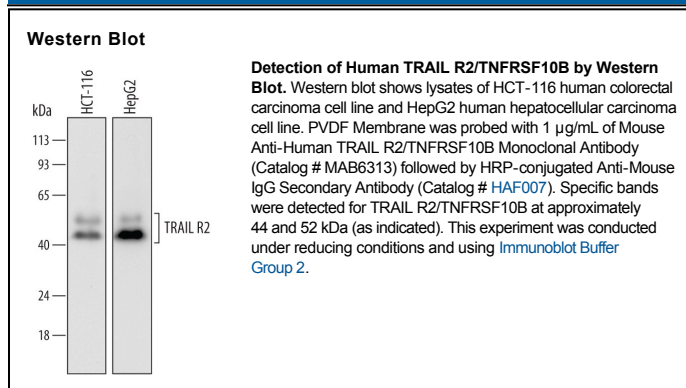 Western Blot
HCT-116
HepG2
kDa
113
93
65
40
24
18
TRAIL R2
Detection of Human TRAIL R2/TNFRSF10B by Western
Blot. Western blot shows lysates of HCT-116 human colorectal
carcinoma cell line and HepG2 human hepatocellular carcinoma
cell line. PVDF Membrane was probed with 1 µg/mL of Mouse
Anti-Human TRAIL R2/TNFRSF10B Monoclonal Antibody
(Catalog # MAB6313) followed by HRP-conjugated Anti-Mouse
IgG Secondary Antibody (Catalog # HAF007). Specific bands
were detected for TRAIL R2/TNFRSF10B at approximately
44 and 52 kDa (as indicated). This experiment was conducted
under reducing conditions and using Immunoblot Buffer
Group 2.